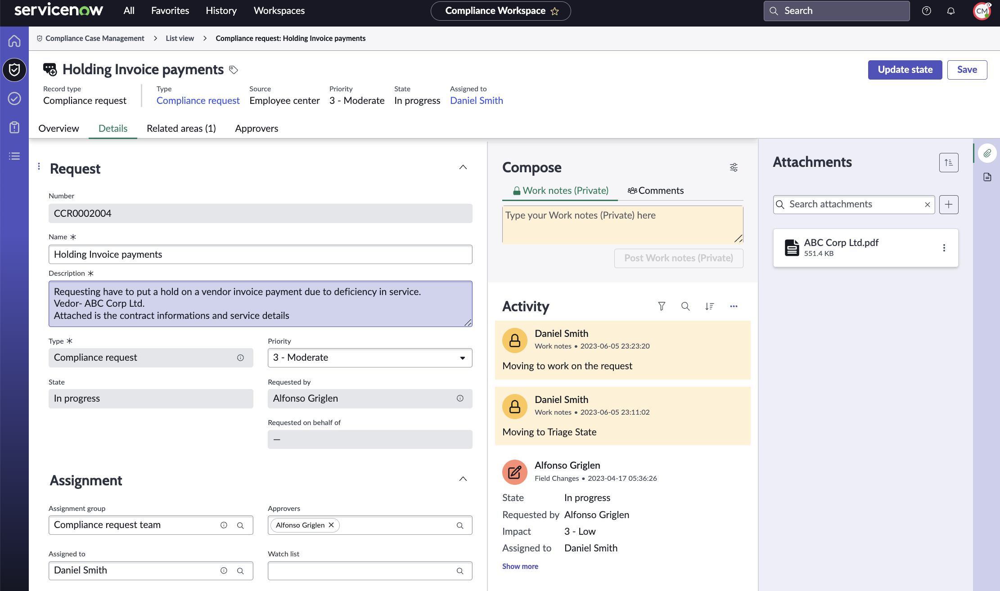 servicenow All Favorites History Workspaces Compliance Workspace Search CM
Compliance Case Management List view Compliance request: Holding Invoice payments
Holding Invoice payments
Update state Save
Record type Type Source Priority State Assigned to
Compliance request Compliance request Employee center 3 - Moderate In progress Daniel Smith
Overview Details Related areas (1) Approvers
Request
Number
CCR0002004
Name *
Holding Invoice payments
Description *
Requesting have to put a hold on a vendor invoice payment due to deficiency in service.
Vedor- ABC Corp Ltd.
Attached is the contract informations and service details
Type * Priority
Compliance request 3 - Moderate
State Requested by
In progress Alfonso Griglen
Requested on behalf of
—
Assignment
Assignment group Approvers
Compliance request team Alfonso Griglen
Assigned to Watch list
Daniel Smith
Compose
Work notes (Private) Comments
Type your Work notes (Private) here
Post Work notes (Private)
Activity
Daniel Smith
Work notes • 2023-06-05 23:23:20
Moving to work on the request
Daniel Smith
Work notes • 2023-06-05 23:11:02
Moving to Triage State
Alfonso Griglen
Field Changes • 2023-04-17 05:36:26
State In progress
Requested by Alfonso Griglen
Impact 3 - Low
Assigned to Daniel Smith
Show more
Attachments
Search attachments
ABC Corp Ltd.pdf
551.4 KB